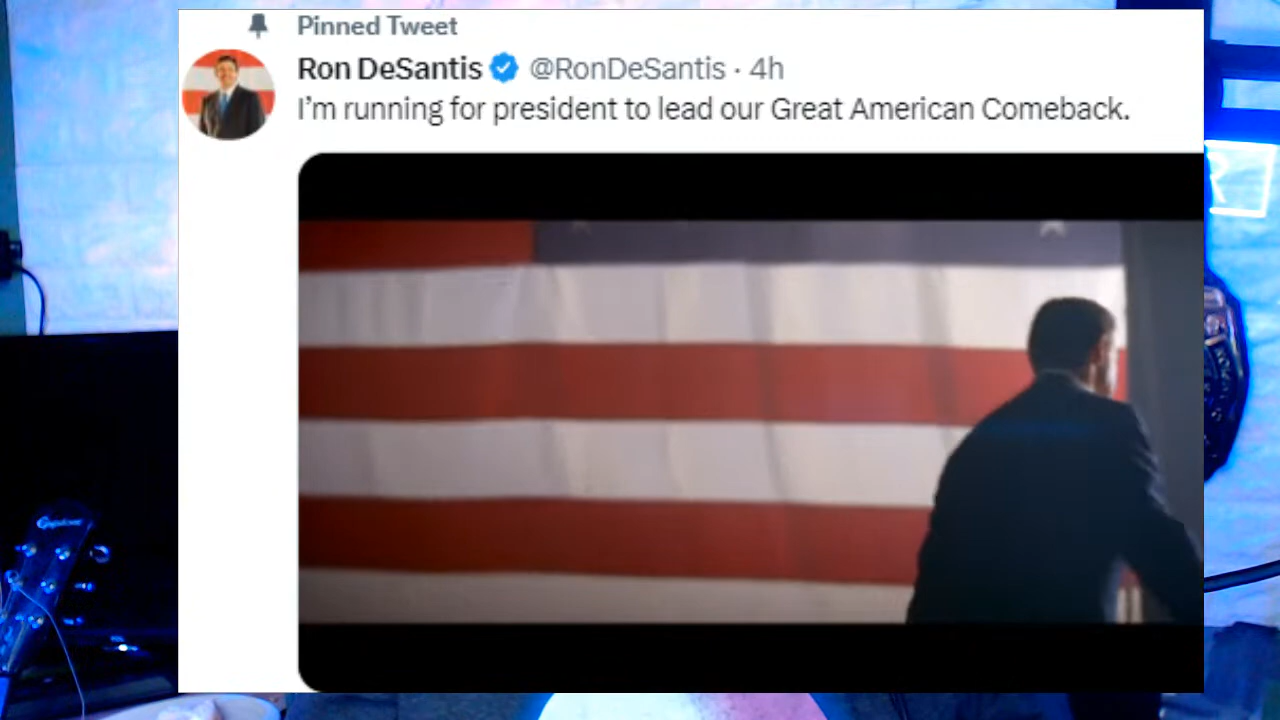 Pinned Tweet
Ron DeSantis @RonDeSantis · 4h
I'm running for president to lead our Great American Comeback.